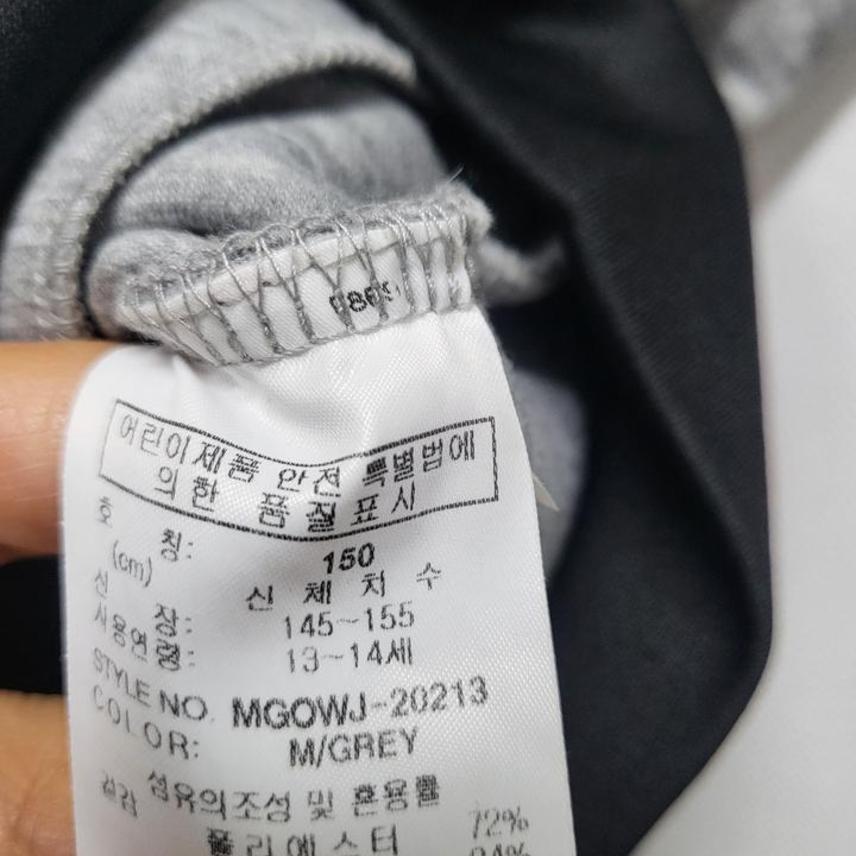 어린이제품 안전 특별법에
의한 품질표시
호 칭: 150
(cm) 신체치수
신 장: 145~155
사용연령: 13~14세
STYLE NO. MGOWJ-20213
COLOR: M/GREY
겉감 섬유의조성 및 혼용률
폴리에스터 72%